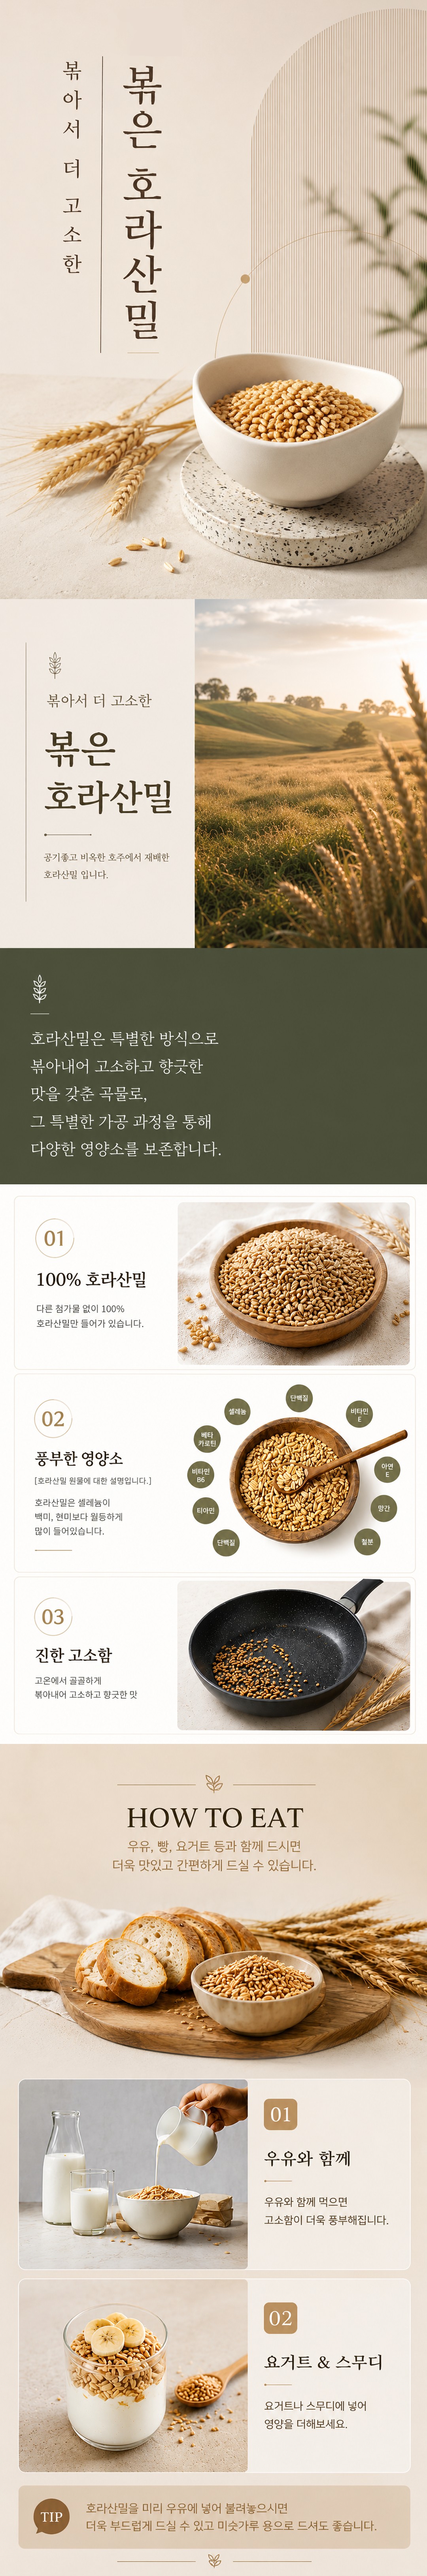 볶아서 더 고소한
볶은 호라산밀
볶아서 더 고소한
볶은
호라산밀
공기좋고 비옥한 호주에서 재배한
호라산밀 입니다.
호라산밀은 특별한 방식으로
볶아내어 고소하고 향긋한
맛을 갖춘 곡물로,
그 특별한 가공 과정을 통해
다양한 영양소를 보존합니다.
01
100% 호라산밀
다른 첨가물 없이 100%
호라산밀만 들어가 있습니다.
02
풍부한 영양소
[호라산밀 원물에 대한 설명입니다.]
호라산밀은 셀레늄이
백미, 현미보다 월등하게
많이 들어있습니다.
단백질
셀레늄
비타민
E
베타
카로틴
비타민
B6
아연
E
티아민
망간
단백질
철분
03
진한 고소함
고온에서 골골하게
볶아내어 고소하고 향긋한 맛
HOW TO EAT
우유, 빵, 요거트 등과 함께 드시면
더욱 맛있고 간편하게 드실 수 있습니다.
01
우유와 함께
우유와 함께 먹으면
고소함이 더욱 풍부해집니다.
02
요거트 & 스무디
요거트나 스무디에 넣어
영양을 더해보세요.
TIP
호라산밀을 미리 우유에 넣어 불려놓으시면
더욱 부드럽게 드실 수 있고 미숫가루 용으로 드셔도 좋습니다.